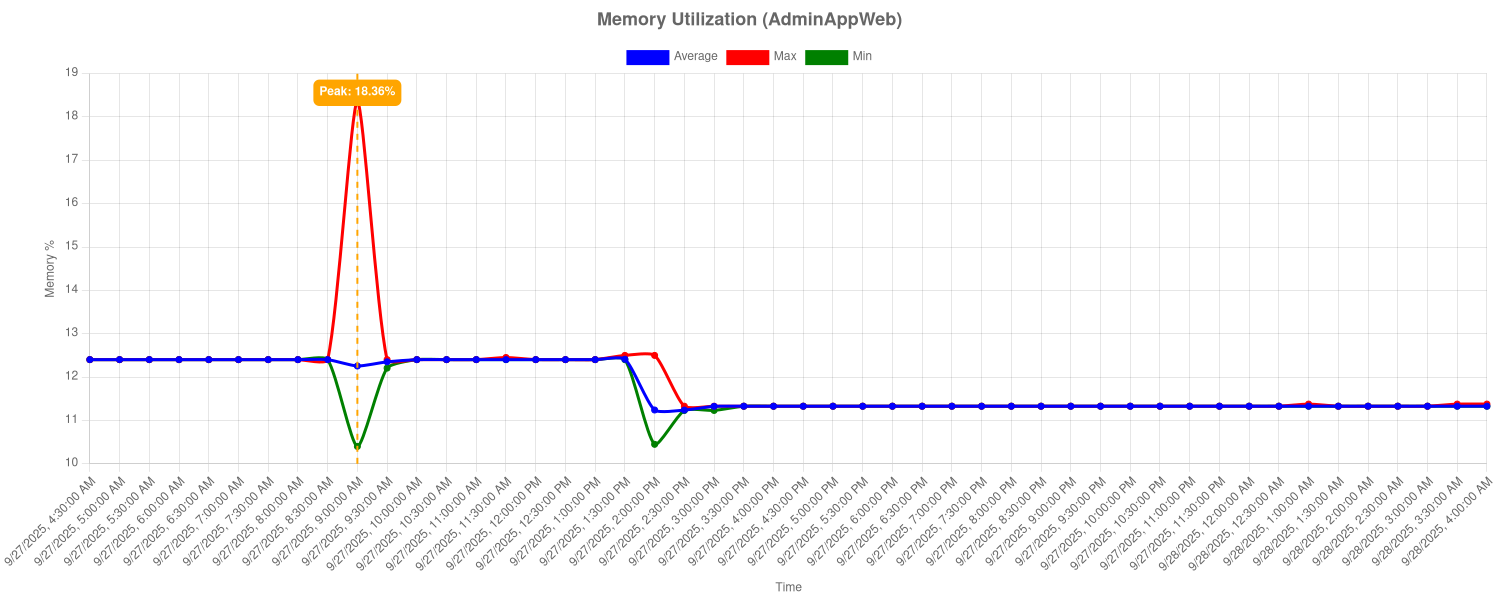 Memory Utilization (AdminAppWeb)
Average Max Min
Peak: 18.36%
19
18
17
16
15
14
13
12
11
10
Memory %
9/27/2025, 4:30:00 AM
9/27/2025, 5:00:00 AM
9/27/2025, 5:30:00 AM
9/27/2025, 6:00:00 AM
9/27/2025, 6:30:00 AM
9/27/2025, 7:00:00 AM
9/27/2025, 7:30:00 AM
9/27/2025, 8:00:00 AM
9/27/2025, 8:30:00 AM
9/27/2025, 9:00:00 AM
9/27/2025, 9:30:00 AM
9/27/2025, 10:00:00 AM
9/27/2025, 10:30:00 AM
9/27/2025, 11:00:00 AM
9/27/2025, 11:30:00 AM
9/27/2025, 12:00:00 PM
9/27/2025, 12:30:00 PM
9/27/2025, 1:00:00 PM
9/27/2025, 1:30:00 PM
9/27/2025, 2:00:00 PM
9/27/2025, 2:30:00 PM
9/27/2025, 3:00:00 PM
9/27/2025, 3:30:00 PM
9/27/2025, 4:00:00 PM
9/27/2025, 4:30:00 PM
9/27/2025, 5:00:00 PM
9/27/2025, 5:30:00 PM
9/27/2025, 6:00:00 PM
9/27/2025, 6:30:00 PM
9/27/2025, 7:00:00 PM
9/27/2025, 7:30:00 PM
9/27/2025, 8:00:00 PM
9/27/2025, 8:30:00 PM
9/27/2025, 9:00:00 PM
9/27/2025, 9:30:00 PM
9/27/2025, 10:00:00 PM
9/27/2025, 10:30:00 PM
9/27/2025, 11:00:00 PM
9/27/2025, 11:30:00 PM
9/28/2025, 12:00:00 AM
9/28/2025, 12:30:00 AM
9/28/2025, 1:00:00 AM
9/28/2025, 1:30:00 AM
9/28/2025, 2:00:00 AM
9/28/2025, 2:30:00 AM
9/28/2025, 3:00:00 AM
9/28/2025, 3:30:00 AM
9/28/2025, 4:00:00 AM
Time